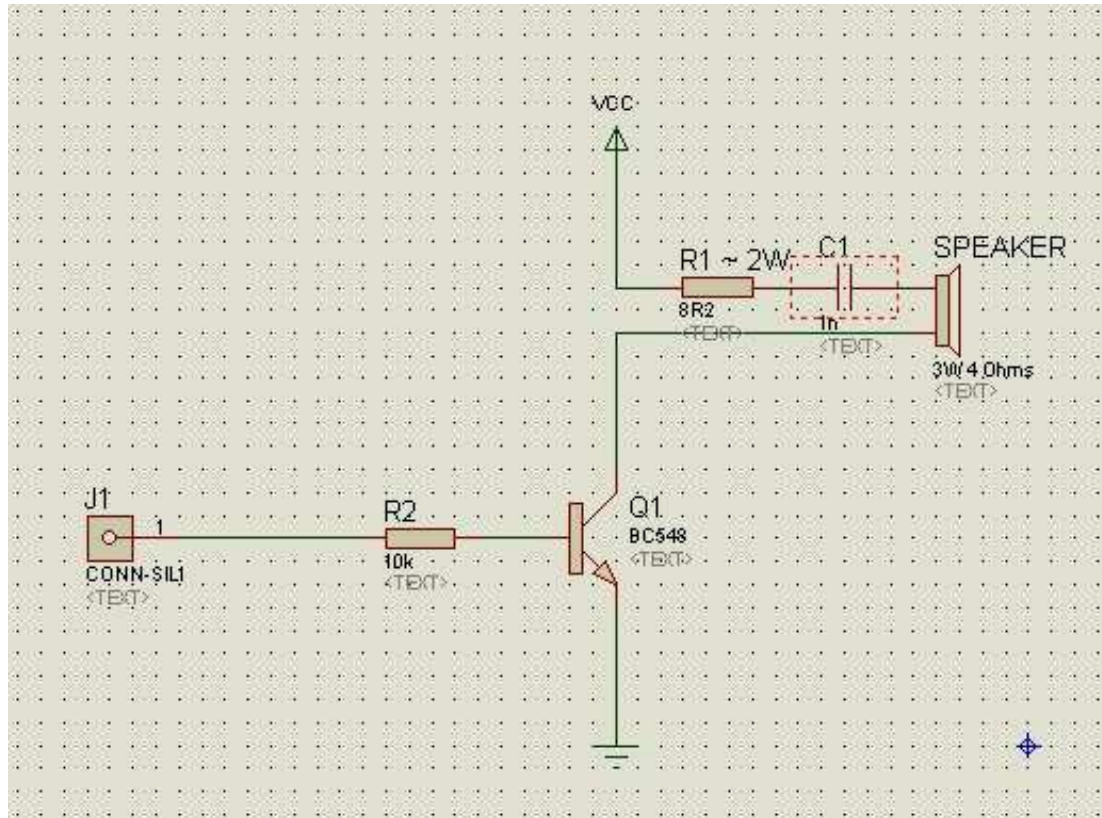 VCC
R1 ~ 2W
C1
SPEAKER
8R2
<TEXT>
1n
<TEXT>
3W 4 Ohms
<TEXT>
J1
1
CONN-SIL1
<TEXT>
R2
10k
<TEXT>
Q1
BC548
<TEXT>